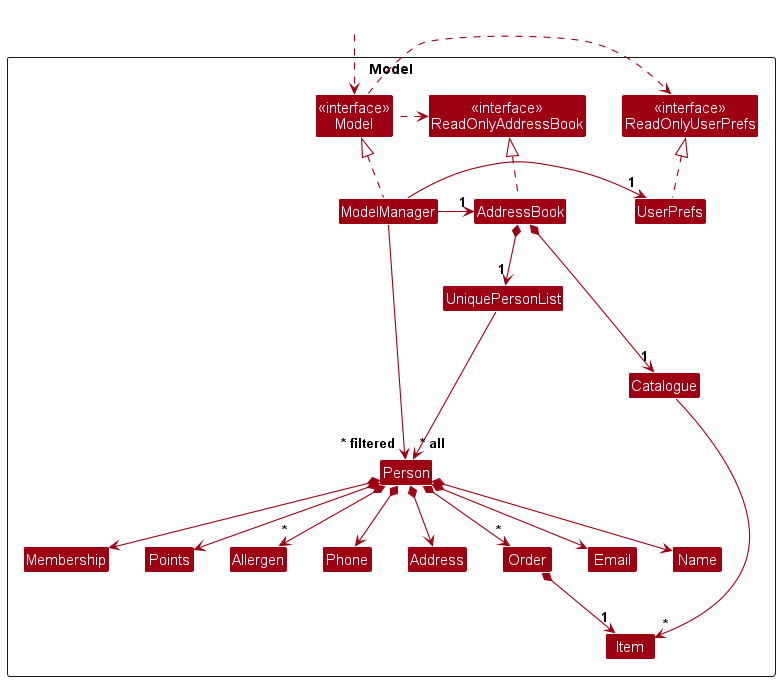 Model
«interface»
Model
«interface»
ReadOnlyAddressBook
«interface»
ReadOnlyUserPrefs
1
ModelManager
1
AddressBook
UserPrefs
1
UniquePersonList
1
Catalogue
* filtered
* all
Person
*
*
Membership
Points
Allergen
Phone
Address
Order
Email
Name
1
*
Item